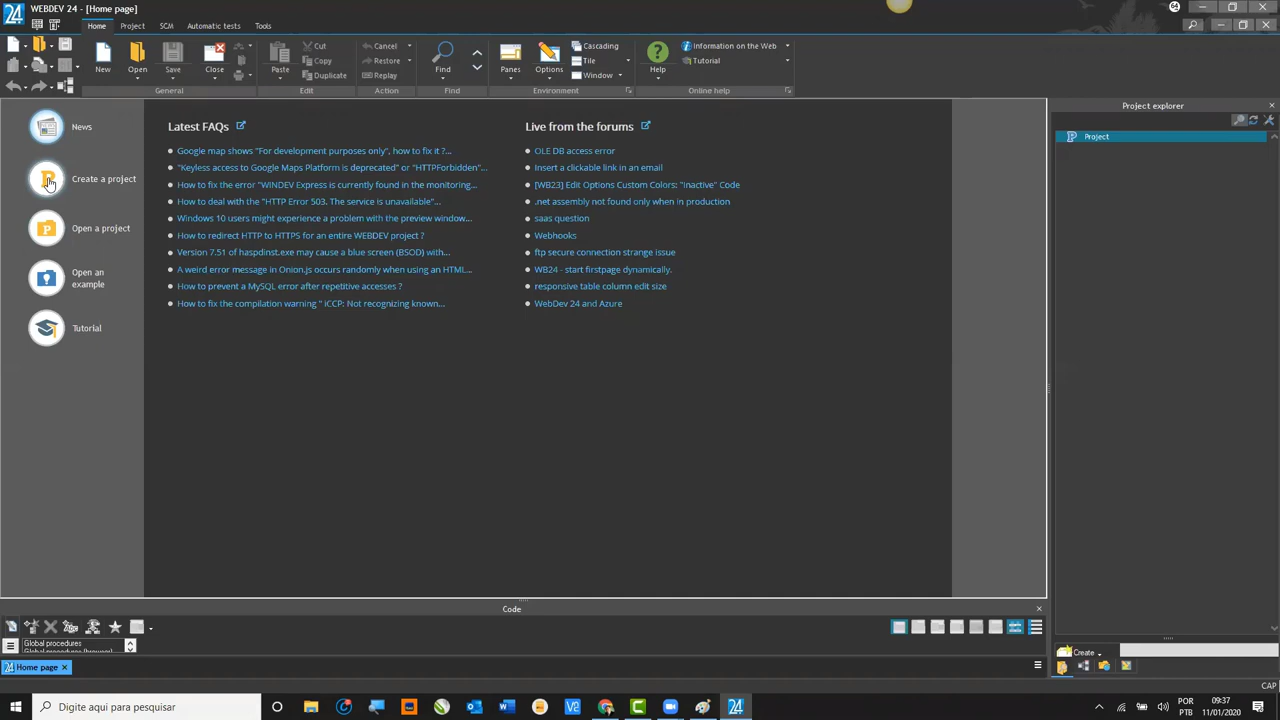 24 WEBDEV 24 - [Home page]
64
Home Project SCM Automatic tests Tools
New Open Save Close
General
Paste Cut Copy Duplicate
Edit
Cancel Restore Replay
Action
Find
Find
Panes Options Cascading Tile Window
Environment
Help Information on the Web Tutorial
Online help
News
Create a project
Open a project
Open an example
Tutorial
Latest FAQs
Google map shows "For development purposes only", how to fix it ?...
"Keyless access to Google Maps Platform is deprecated" or "HTTPForbidden"...
How to fix the error "WINDEV Express is currently found in the monitoring...
How to deal with the "HTTP Error 503. The service is unavailable"...
Windows 10 users might experience a problem with the preview window...
How to redirect HTTP to HTTPS for an entire WEBDEV project ?
Version 7.51 of haspdinst.exe may cause a blue screen (BSOD) with...
A weird error message in Onion.js occurs randomly when using an HTML...
How to prevent a MySQL error after repetitive accesses ?
How to fix the compilation warning " iCCP: Not recognizing known...
Live from the forums
OLE DB access error
Insert a clickable link in an email
[WB23] Edit Options Custom Colors: "Inactive" Code
.net assembly not found only when in production
saas question
Webhooks
ftp secure connection strange issue
WB24 - start firstpage dynamically.
responsive table column edit size
WebDev 24 and Azure
Project explorer
Project
Code
Global procedures
Global procedures (browser)
24 Home page
Create
CAP
Digite aqui para pesquisar
24
POR
PTB
09:37
11/01/2020